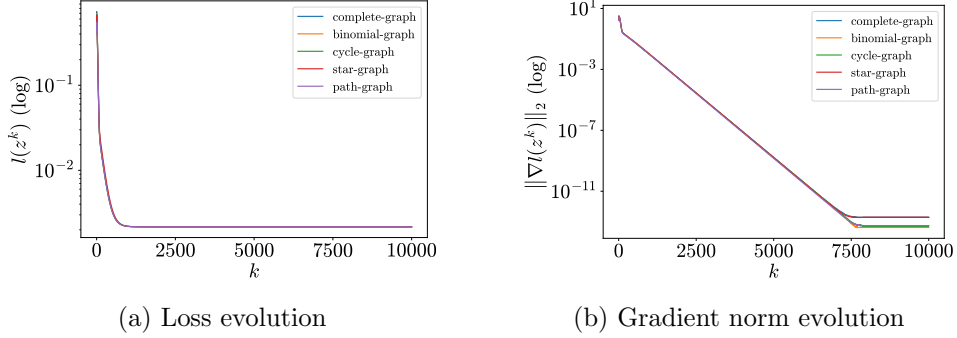 10^{-1}
10^{-2}
l(z^k) (log)
0 2500 5000 7500 10000
k
complete-graph
binomial-graph
cycle-graph
star-graph
path-graph
(a) Loss evolution
10^1
10^{-3}
10^{-7}
10^{-11}
||∇l(z^k)||_2 (log)
0 2500 5000 7500 10000
k
complete-graph
binomial-graph
cycle-graph
star-graph
path-graph
(b) Gradient norm evolution